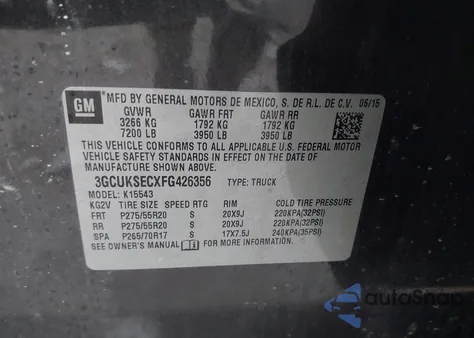 GM
MFD BY GENERAL MOTORS DE MEXICO, S. DE R.L. DE C.V. 06/15
GVWR GAWR FRT GAWR RR
3266 KG 1792 KG 1792 KG
7200 LB 3950 LB 3950 LB
THIS VEHICLE CONFORMS TO ALL APPLICABLE U.S. FEDERAL MOTOR
VEHICLE SAFETY AND THEFT PREVENTION STANDARDS IN EFFECT ON THE DATE OF
MANUFACTURE SHOWN ABOVE.
3GCUKSECXFG426356 TYPE: TRUCK
MODEL: K15543
KG2V TIRE SIZE SPEED RTG RIM COLD TIRE PRESSURE
FRT P275/55R20 S 20X9J 220KPA(32PSI)
RR P275/55R20 S 20X9J 220KPA(32PSI)
SPA P265/70R17 S 17X7.5J 240KPA(35PSI)
SEE OWNER'S MANUAL FOR MORE INFORMATION.
autoSnap